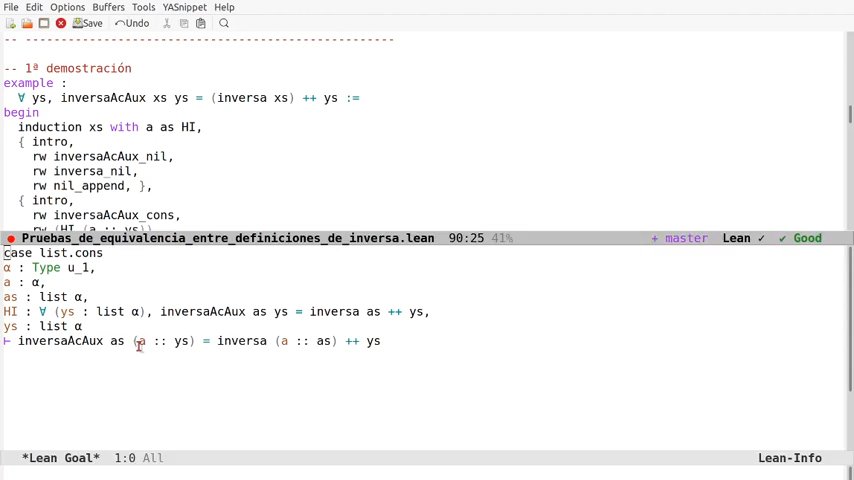 File Edit Options Buffers Tools YASnippet Help
Save Undo
-- ---------------------------------------------------
-- 1ª demostración
example :
∀ ys, inversaAcAux xs ys = (inversa xs) ++ ys :=
begin
induction xs with a as HI,
{ intro,
rw inversaAcAux_nil,
rw inversa_nil,
rw nil_append, },
{ intro,
rw inversaAcAux_cons,
rw (HI (a :: ys))
Pruebas_de_equivalencia_entre_definiciones_de_inversa.lean 90:25 41% + master Lean ✓ ✔ Good
case list.cons
α : Type u_1,
a : α,
as : list α,
HI : ∀ (ys : list α), inversaAcAux as ys = inversa as ++ ys,
ys : list α
⊢ inversaAcAux as (a :: ys) = inversa (a :: as) ++ ys
*Lean Goal* 1:0 All Lean-Info